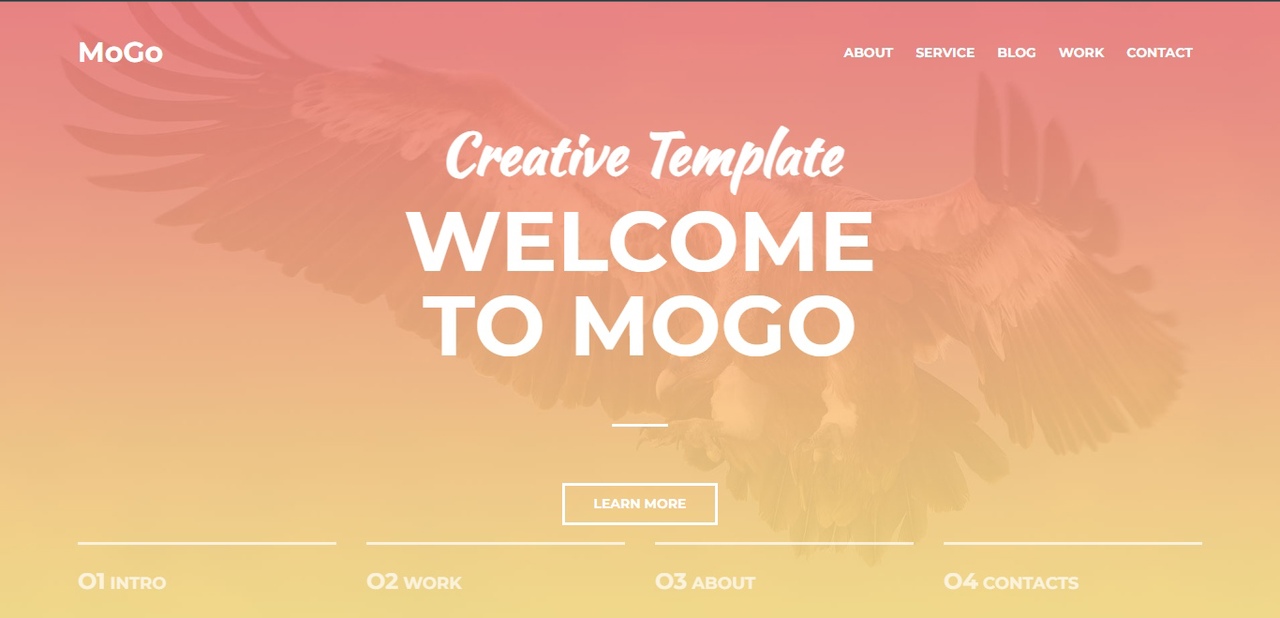 MoGo
ABOUT SERVICE BLOG WORK CONTACT
Creative Template
WELCOME
TO MOGO
LEARN MORE
01 INTRO
02 WORK
03 ABOUT
04 CONTACTS